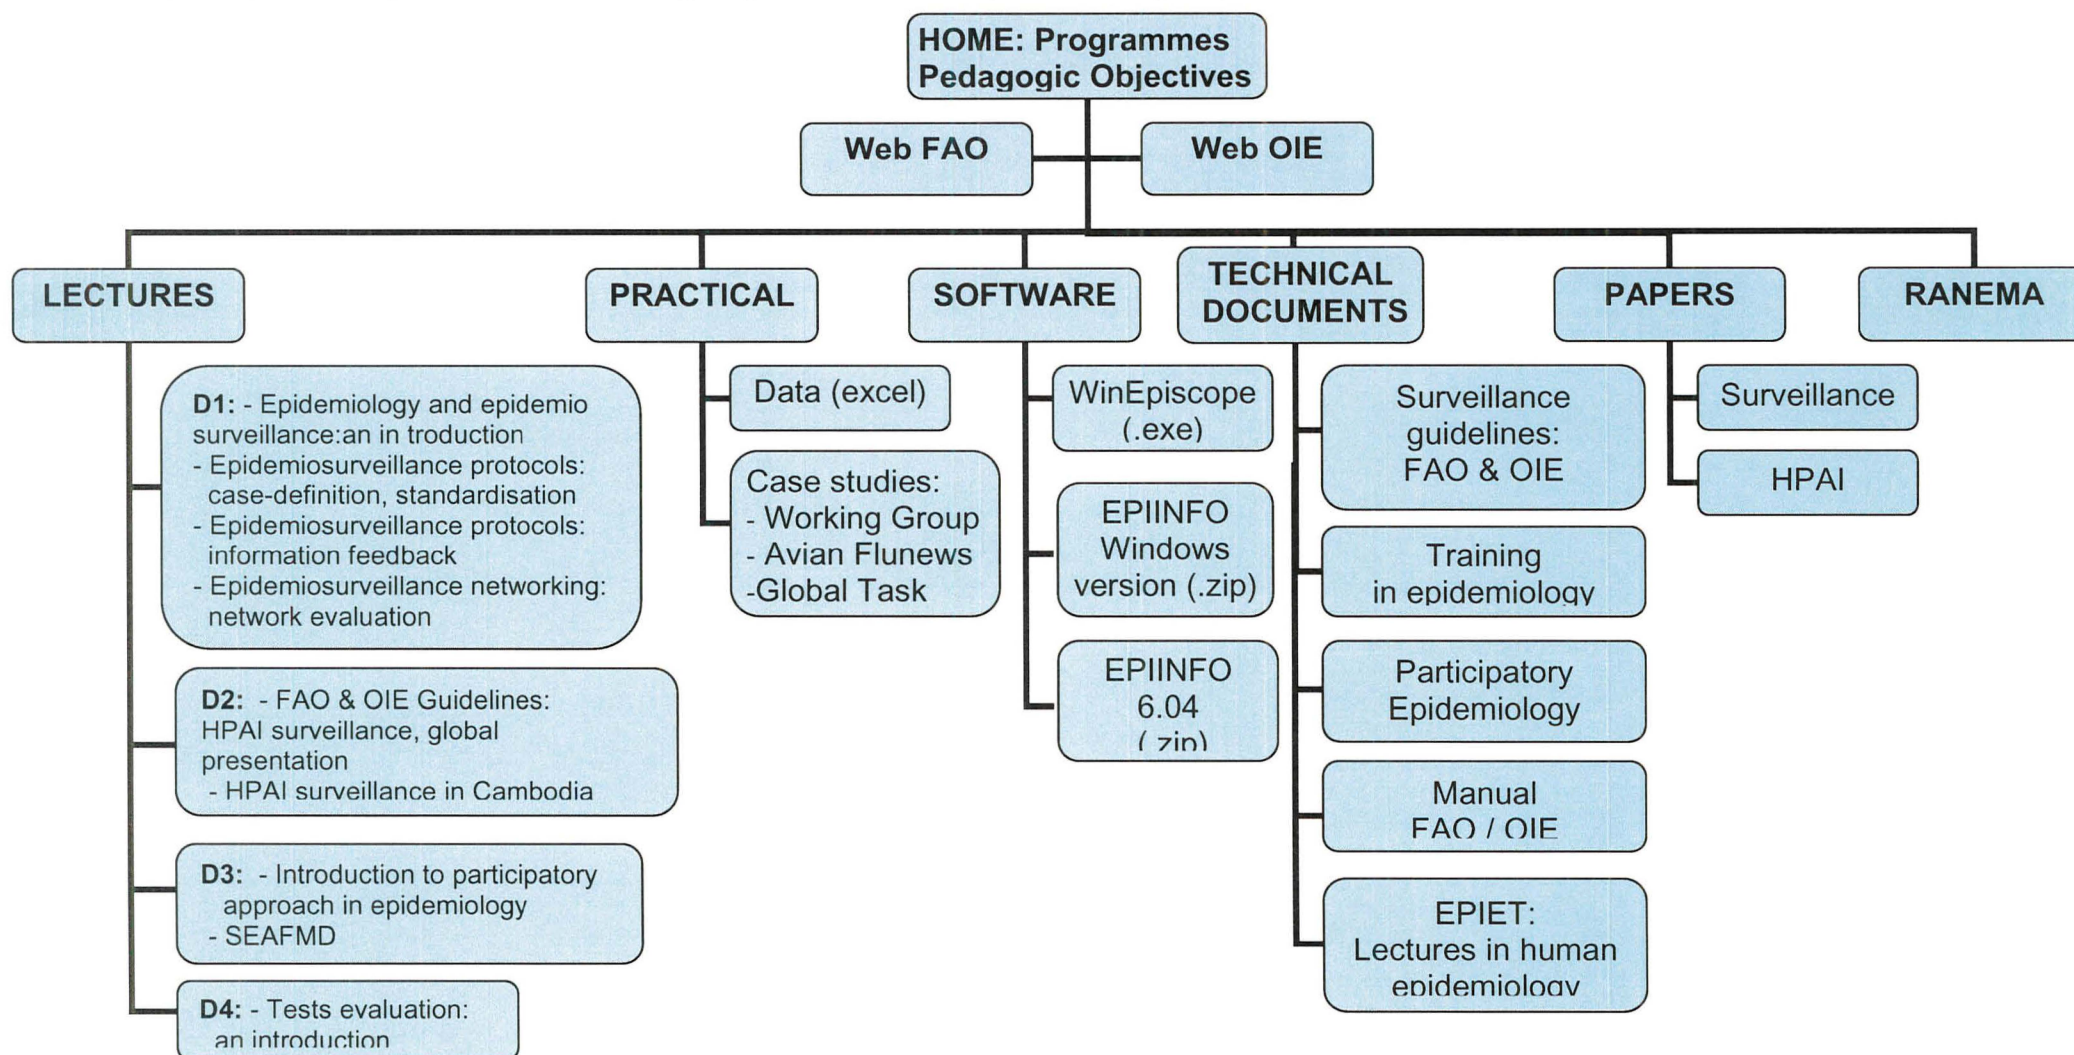 HOME: Programmes
Pedagogic Objectives
Web FAO
Web OIE
LECTURES
PRACTICAL
SOFTWARE
TECHNICAL
DOCUMENTS
PAPERS
RANEMA
D1: - Epidemiology and epidemio
surveillance:an in troduction
- Epidemiosurveillance protocols:
case-definition, standardisation
- Epidemiosurveillance protocols:
information feedback
- Epidemiosurveillance networking:
network evaluation
D2: - FAO & OIE Guidelines:
HPAI surveillance, global
presentation
- HPAI surveillance in Cambodia
D3: - Introduction to participatory
approach in epidemiology
- SEAFMD
D4: - Tests evaluation:
an introduction
Data (excel)
Case studies:
- Working Group
- Avian Flunews
-Global Task
WinEpiscope
(.exe)
EPIINFO
Windows
version (.zip)
EPIINFO
6.04
(.zip)
Surveillance
guidelines:
FAO & OIE
Training
in epidemiology
Participatory
Epidemiology
Manual
FAO / OIE
EPIET:
Lectures in human
epidemiology
Surveillance
HPAI